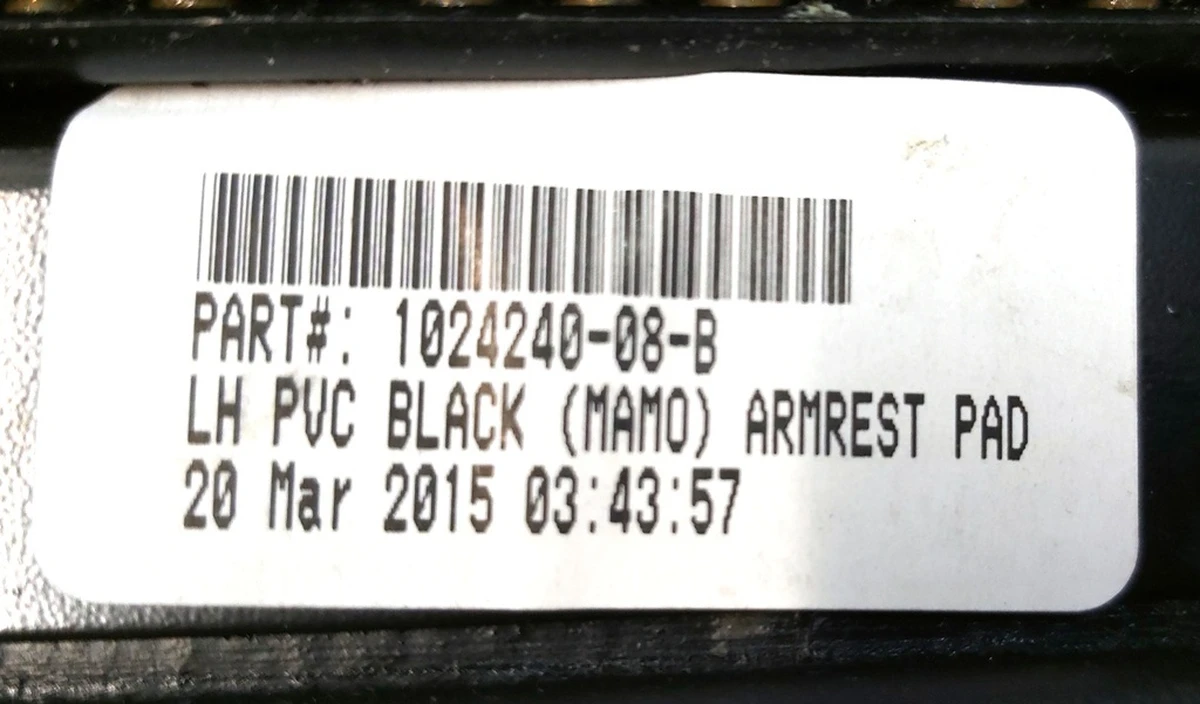 PART#: 1024240-08-B
LH PVC BLACK (MAMO) ARMREST PAD
20 Mar 2015 03:43:57